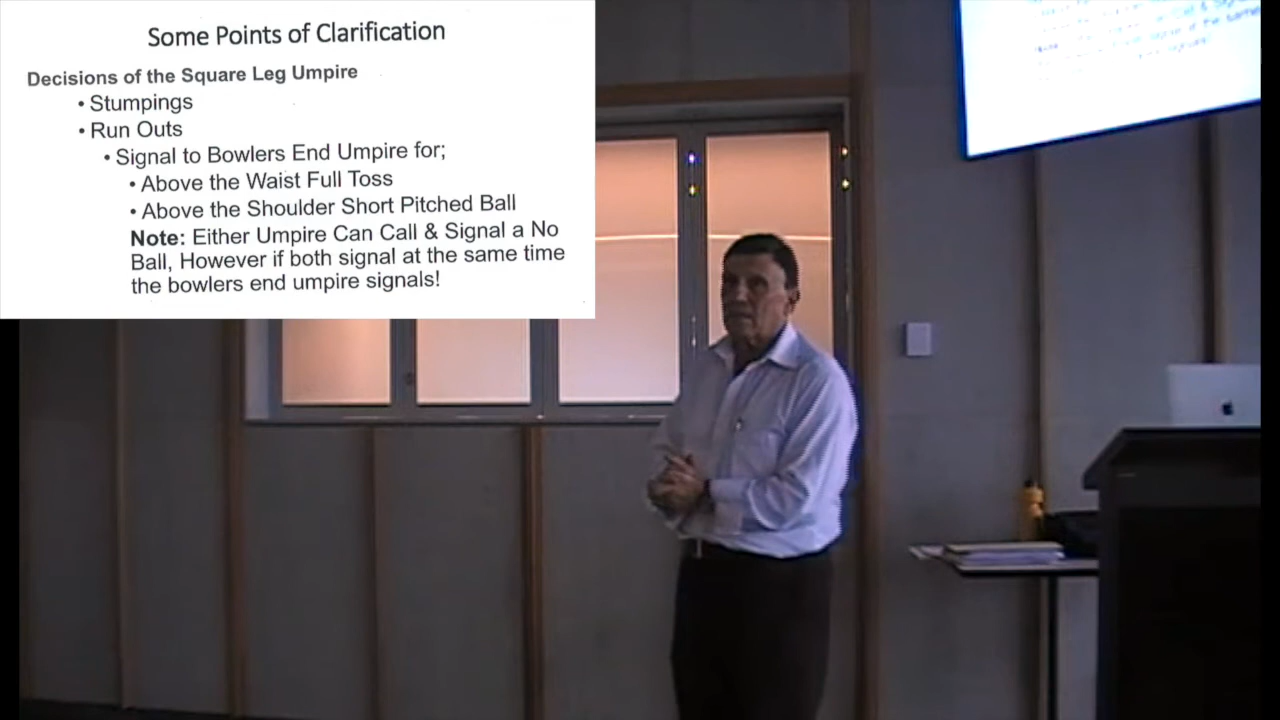 Some Points of Clarification
Decisions of the Square Leg Umpire
• Stumpings
• Run Outs
• Signal to Bowlers End Umpire for;
• Above the Waist Full Toss
• Above the Shoulder Short Pitched Ball
Note: Either Umpire Can Call & Signal a No
Ball, However if both signal at the same time
the bowlers end umpire signals!